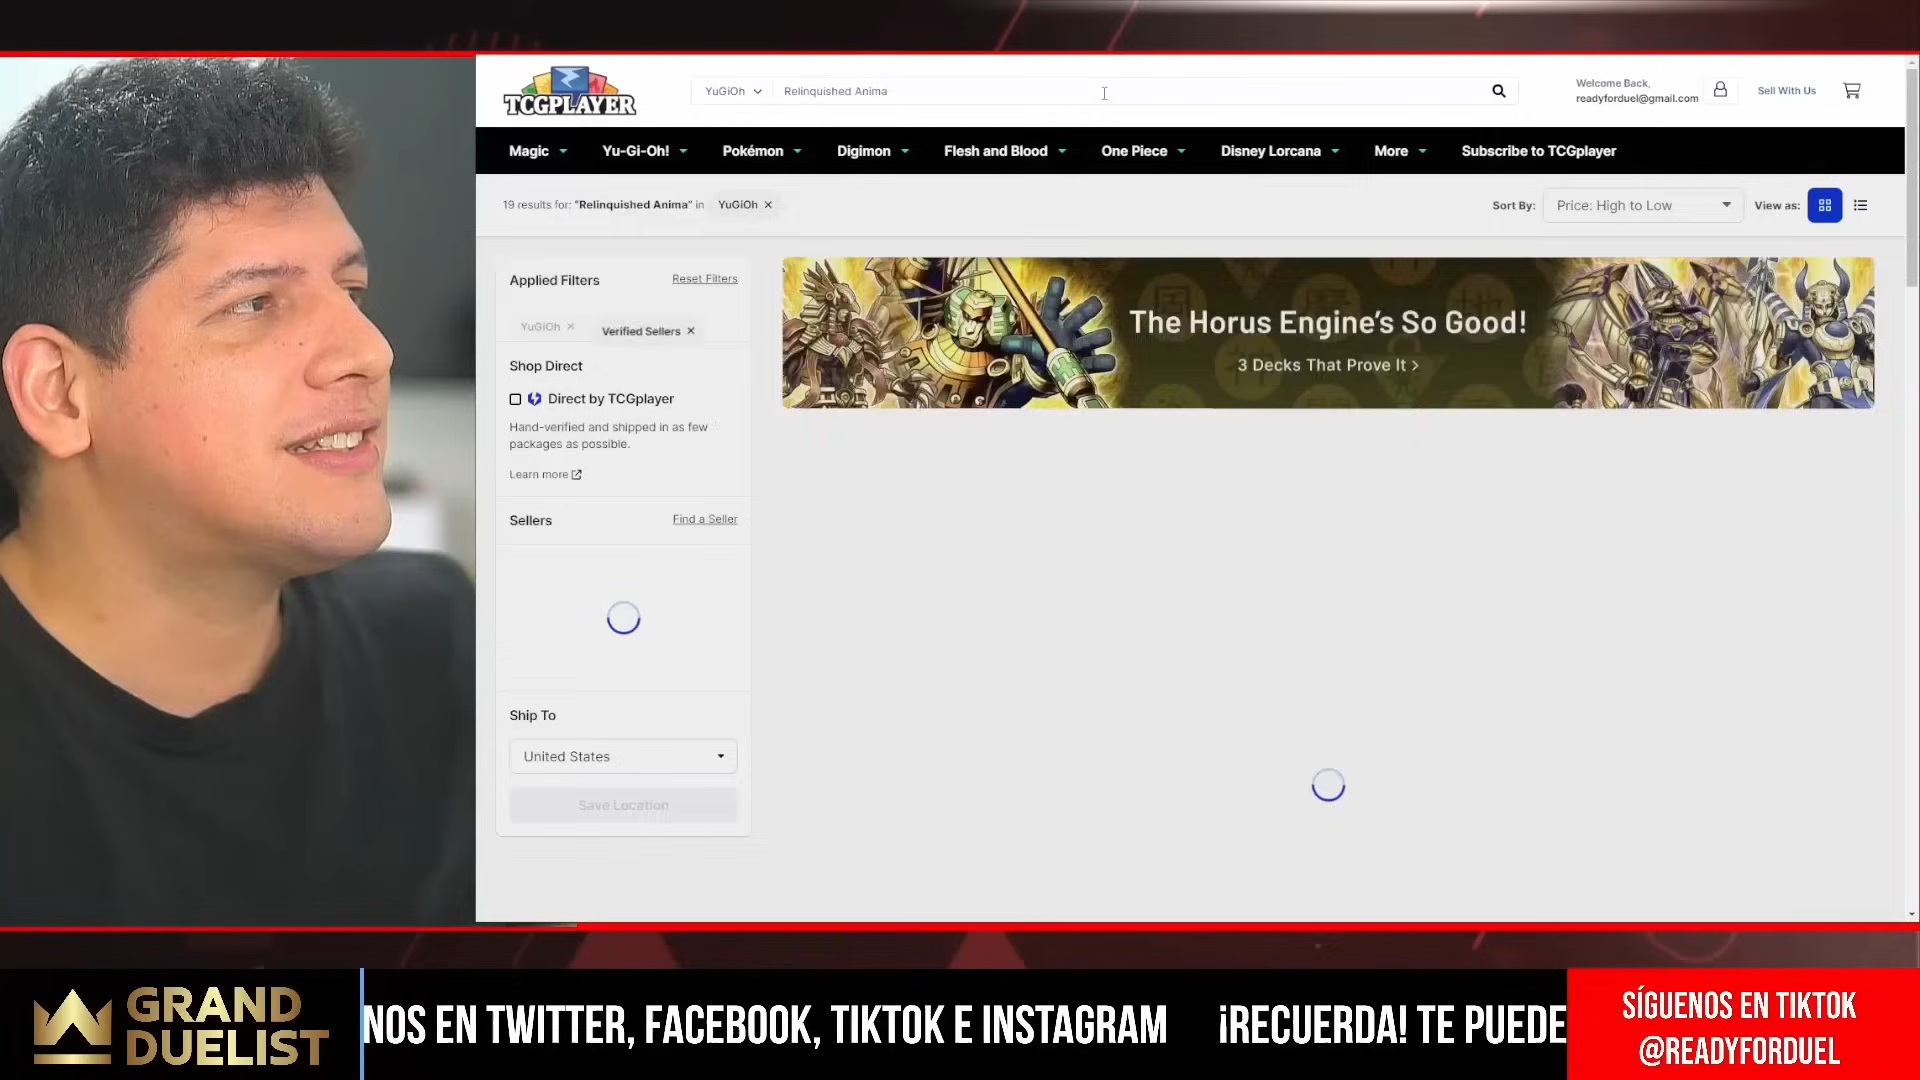 TCGPLAYER
YuGiOh
Relinquished Anima
Welcome Back,
readyforduel@gmail.com
Sell With Us
Magic
Yu-Gi-Oh!
Pokémon
Digimon
Flesh and Blood
One Piece
Disney Lorcana
More
Subscribe to TCGplayer
19 results for: "Relinquished Anima" in YuGiOh ×
Sort By: Price: High to Low
View as:
Applied Filters
Reset Filters
YuGiOh ×
Verified Sellers ×
Shop Direct
Direct by TCGplayer
Hand-verified and shipped in as few
packages as possible.
Learn more
Sellers
Find a Seller
Ship To
United States
Save Location
The Horus Engine's So Good!
3 Decks That Prove It >
GRAND
DUELIST
NOS EN TWITTER, FACEBOOK, TIKTOK E INSTAGRAM
¡RECUERDA! TE PUEDE
SÍGUENOS EN TIKTOK
@READYFORDUEL